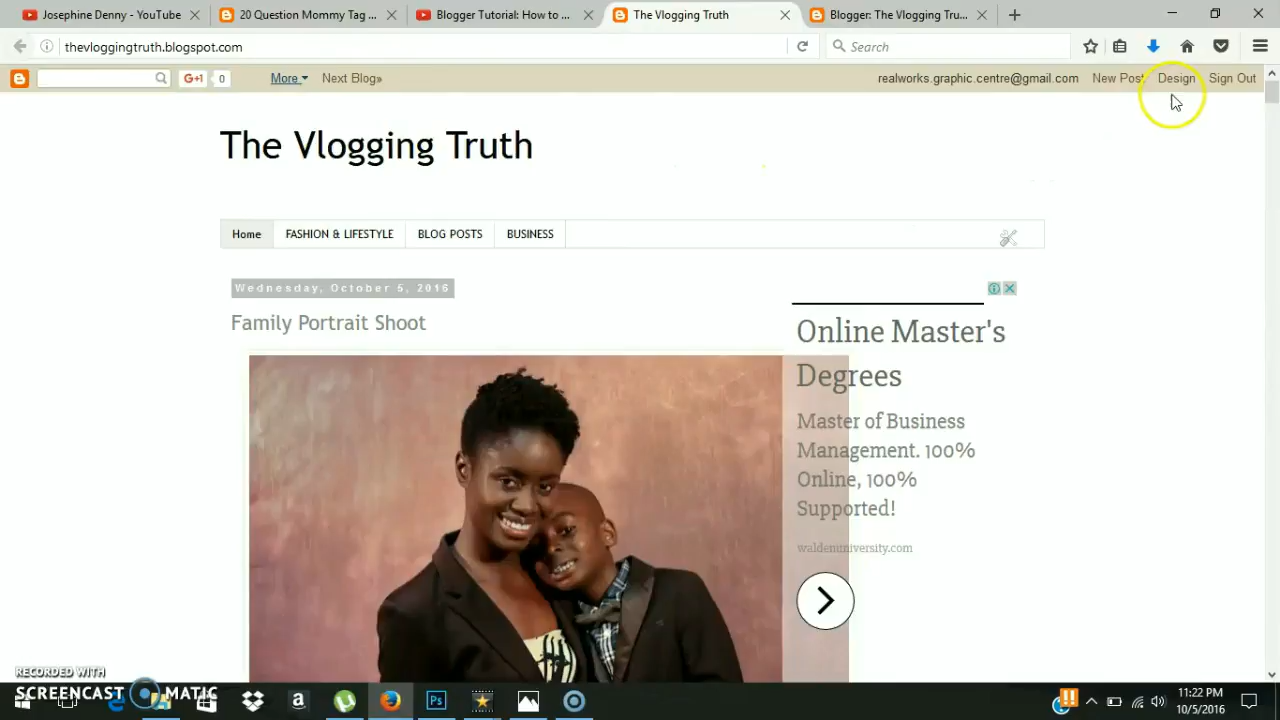 Josephine Denny - YouTube
20 Question Mommy Tag ...
Blogger Tutorial: How to ...
The Vlogging Truth
Blogger: The Vlogging Tru...
thevloggingtruth.blogspot.com
Search
G+1 0
More
Next Blog»
realworks.graphic.centre@gmail.com
New Post
Design
Sign Out
The Vlogging Truth
Home
FASHION & LIFESTYLE
BLOG POSTS
BUSINESS
Wednesday, October 5, 2016
Family Portrait Shoot
Online Master's
Degrees
Master of Business
Management. 100%
Online, 100%
Supported!
waldenuniversity.com
RECORDED WITH
SCREENCAST MATIC
11:22 PM
10/5/2016